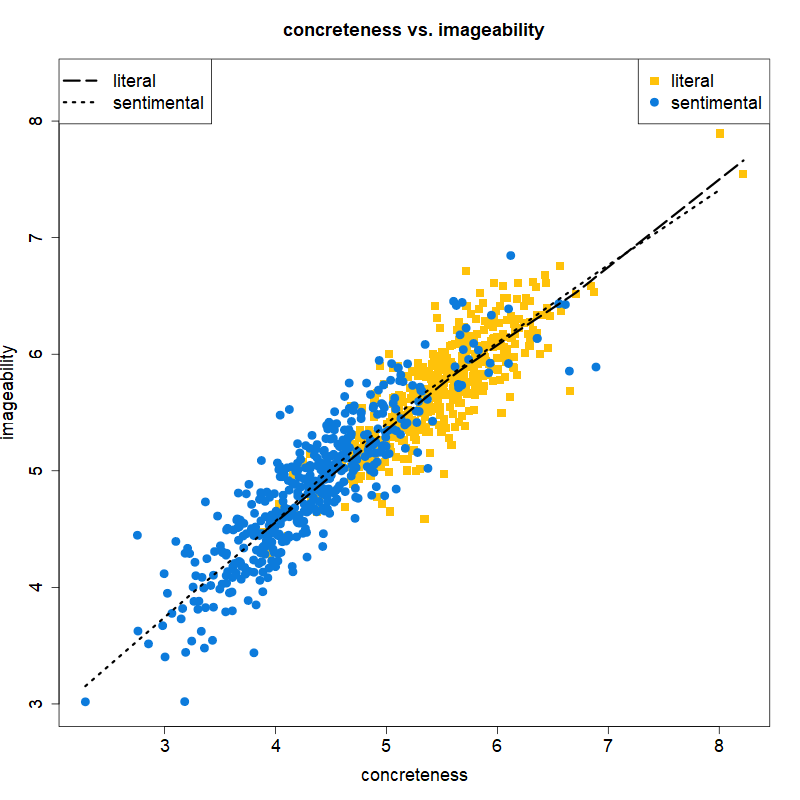 concreteness vs. imageability
literal
sentimental
literal
sentimental
imageability
8
7
6
5
4
3
3 4 5 6 7 8
concreteness